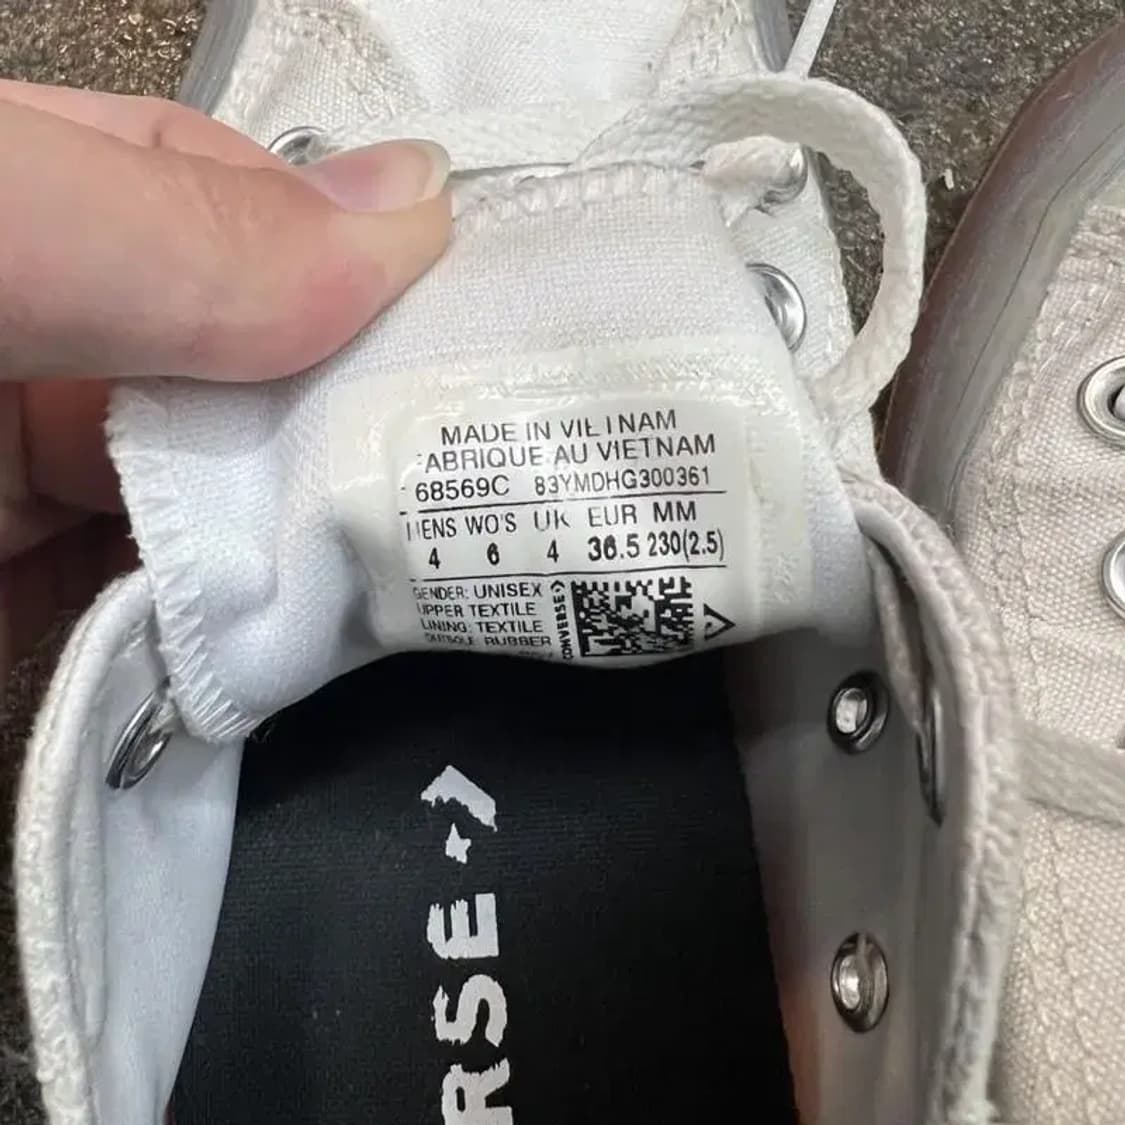 MADE IN VIETNAM
FABRIQUE AU VIETNAM
68569C 83YMDHG300361
MENS WO'S UK EUR MM
4 6 4 36.5 230(2.5)
GENDER: UNISEX
UPPER TEXTILE
LINING: TEXTILE
OUTSOLE RUBBER
CONVERSE
RSE